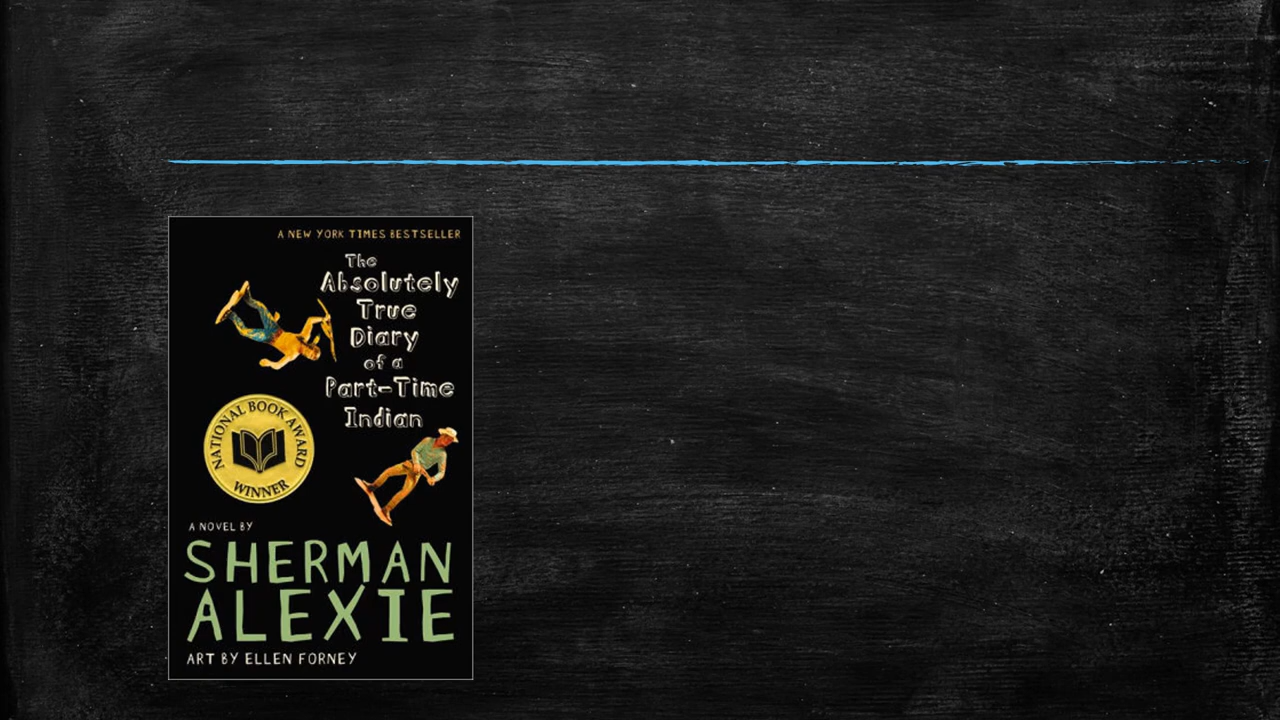 A NEW YORK TIMES BESTSELLER
The
Absolutely
True
Diary
of a
Part-Time
Indian
NATIONAL BOOK AWARD
WINNER
A NOVEL BY
SHERMAN
ALEXIE
ART BY ELLEN FORNEY